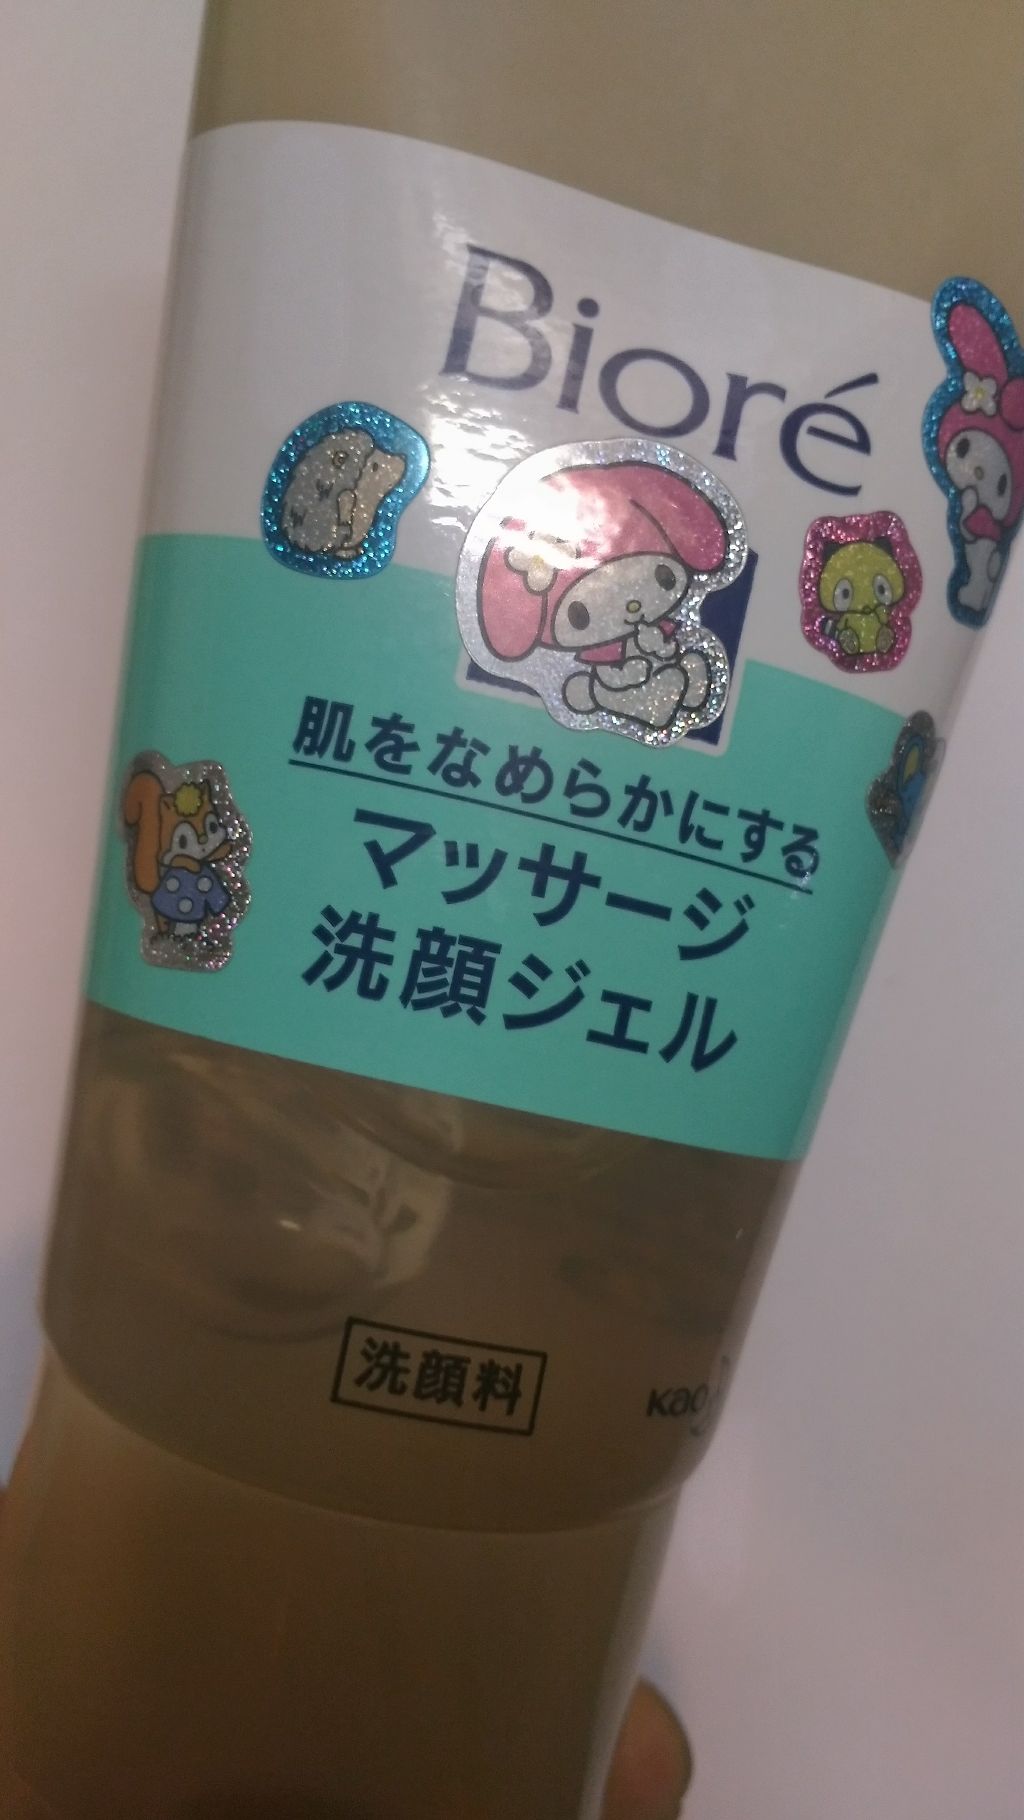 Bioré
肌をなめらかにする
マッサージ
洗顔ジェル
洗顔料
Kao